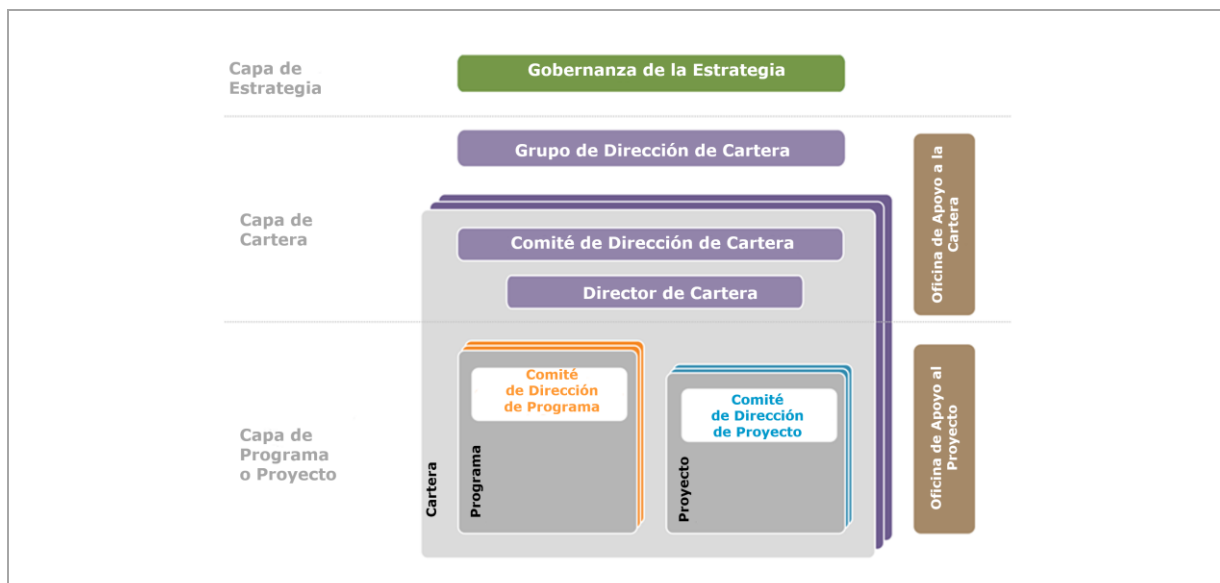 Capa de
Estrategia
Gobernanza de la Estrategia
Grupo de Dirección de Cartera
Capa de
Cartera
Comité de Dirección de Cartera
Director de Cartera
Oficina de Apoyo a la
Cartera
Capa de
Programa
o Proyecto
Cartera
Programa
Comité
de Dirección
de Programa
Proyecto
Comité
de Dirección
de Proyecto
Oficina de Apoyo al
Proyecto